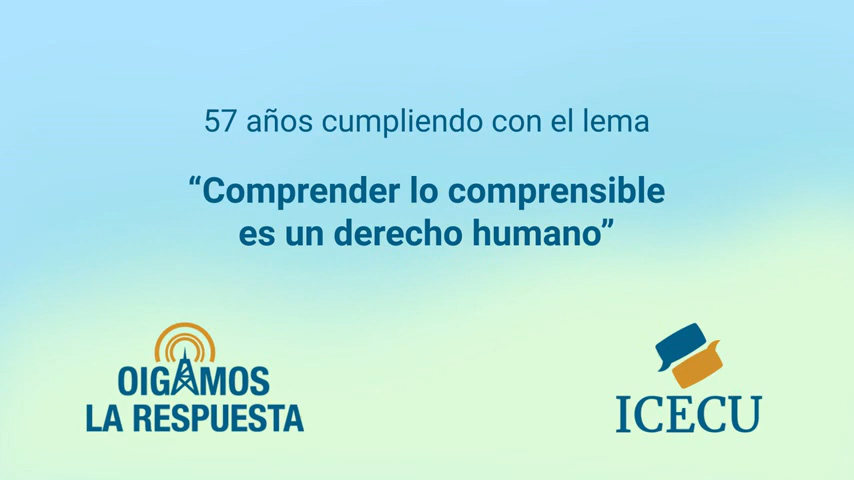 57 años cumpliendo con el lema
“Comprender lo comprensible
es un derecho humano”
OIGAMOS
LA RESPUESTA
ICECU